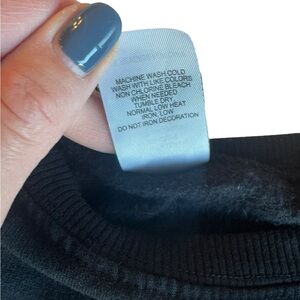 MACHINE WASH COLD
WASH WITH LIKE COLORS
NON CHLORINE BLEACH
WHEN NEEDED
TUMBLE DRY
NORMAL LOW HEAT
IRON, LOW
DO NOT IRON DECORATION